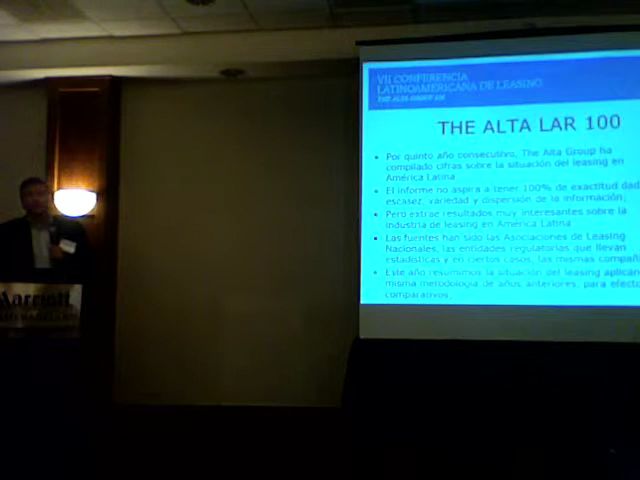 VII CONFERENCIA
LATINOAMERICANA DE LEASING
THE ALTA LAR 100
• Por quinto año consecutivo, The Alta Group ha
compilado cifras sobre la situación del leasing en
América Latina
• El informe no aspira a tener 100% de exactitud dad
escasez, variedad y dispersión de la información;
• Pero extrae resultados muy interesantes sobre la
industria de leasing en América Latina
• Las fuentes han sido las Asociaciones de Leasing
Nacionales, las entidades regulatorias que llevan
estadísticas y en ciertos casos, las mismas compañí
• Este año resumimos la situación del leasing aplican
misma metodología de años anteriores, para efecto
comparativos.
Marriott